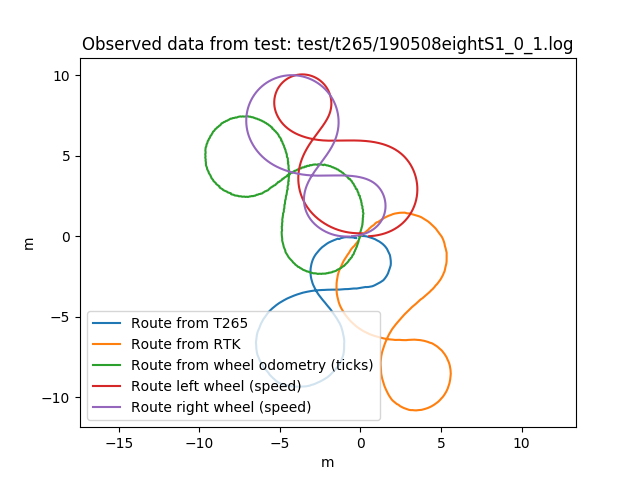 Observed data from test: test/t265/190508eightS1_0_1.log
10
5
0
−5
−10
m
−15
−10
−5
0
5
10
m
Route from T265
Route from RTK
Route from wheel odometry (ticks)
Route left wheel (speed)
Route right wheel (speed)